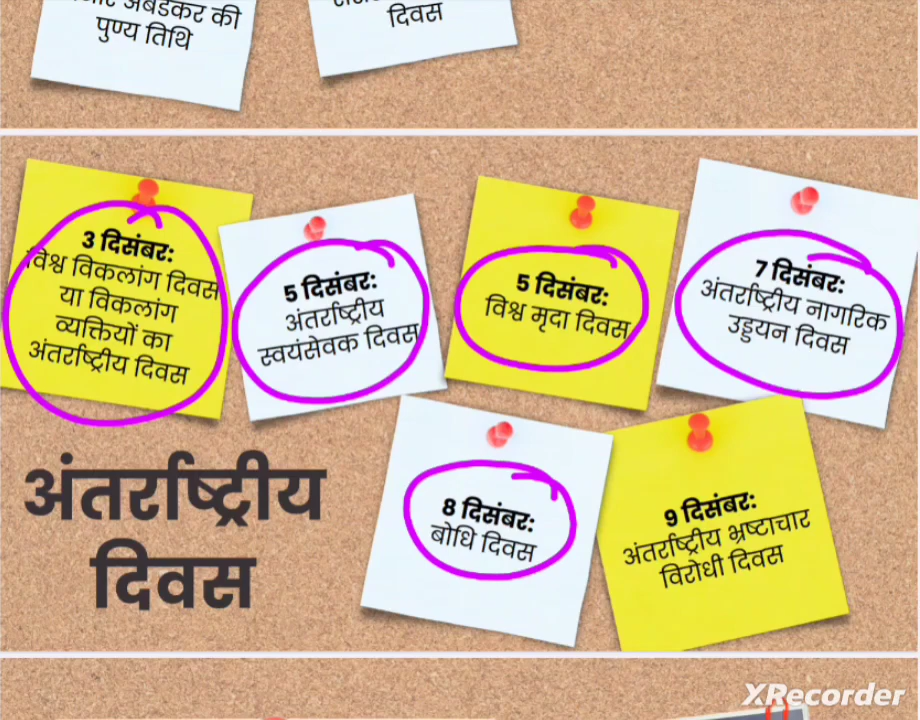 अंबेडकर की
पुण्य तिथि
दिवस
3 दिसंबर:
विश्व विकलांग दिवस
या विकलांग
व्यक्तियों का
अंतर्राष्ट्रीय दिवस
5 दिसंबर:
अंतर्राष्ट्रीय
स्वयंसेवक दिवस
5 दिसंबर:
विश्व मृदा दिवस
7 दिसंबर:
अंतर्राष्ट्रीय नागरिक
उड्डयन दिवस
अंतर्राष्ट्रीय
दिवस
8 दिसंबर:
बोधि दिवस
9 दिसंबर:
अंतर्राष्ट्रीय भ्रष्टाचार
विरोधी दिवस
XRecorder